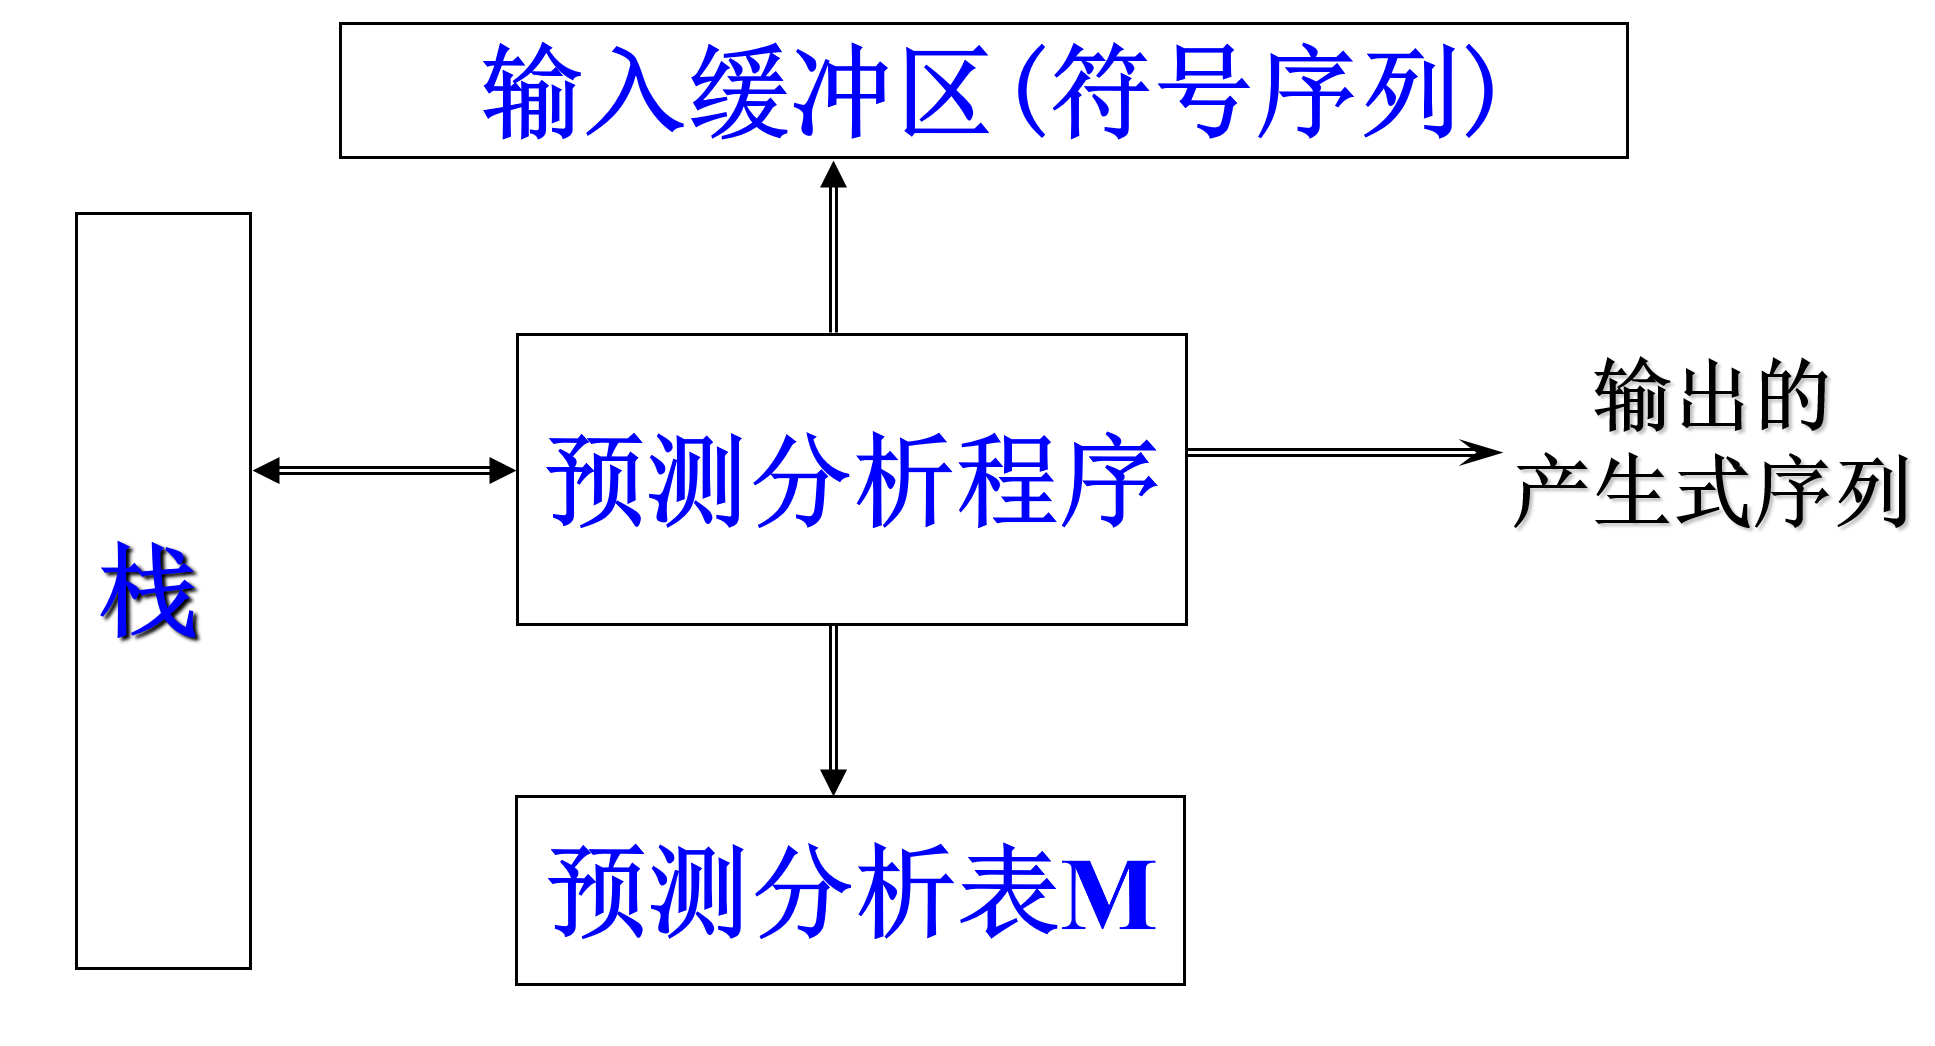 输入缓冲区(符号序列)
栈
预测分析程序
输出的
产生式序列
预测分析表M